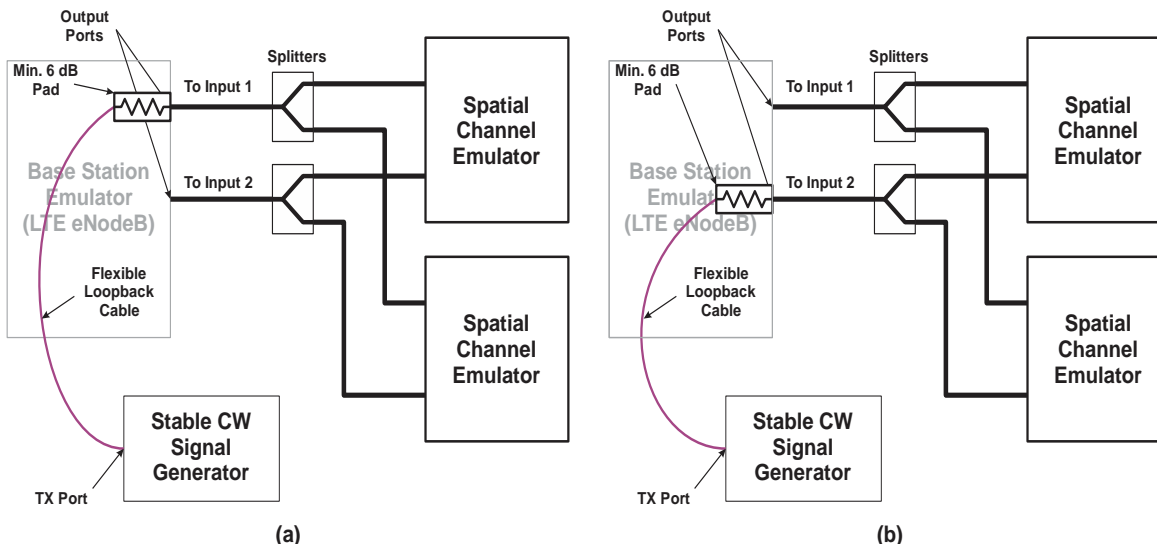 Output
Ports
Min. 6 dB
Pad
To Input 1
Splitters
Spatial
Channel
Emulator
Base Station
Emulator
(LTE eNodeB)
To Input 2
Flexible
Loopback
Cable
Spatial
Channel
Emulator
Stable CW
Signal
Generator
TX Port
(a)
Output
Ports
Min. 6 dB
Pad
To Input 1
Splitters
Spatial
Channel
Emulator
Base Station
Emulator
(LTE eNodeB)
To Input 2
Flexible
Loopback
Cable
Spatial
Channel
Emulator
Stable CW
Signal
Generator
TX Port
(b)